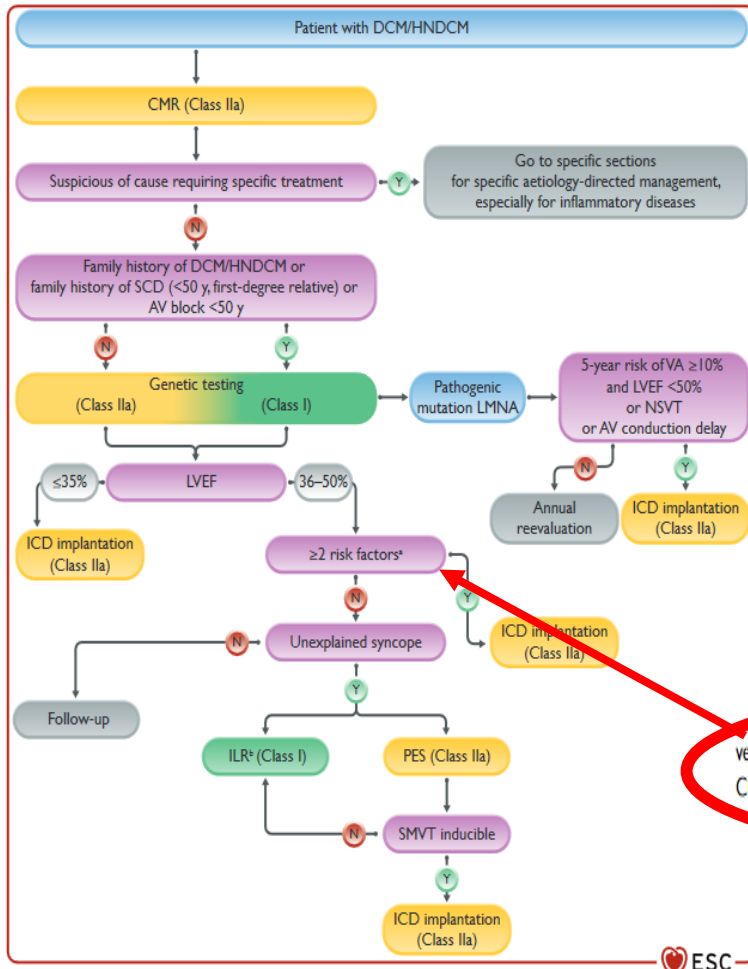 Patient with DCM/HNDCM
CMR (Class IIa)
Suspicious of cause requiring specific treatment
Y
Go to specific sections
for specific aetiology-directed management,
especially for inflammatory diseases
N
Family history of DCM/HNDCM or
family history of SCD (<50 y, first-degree relative) or
AV block <50 y
N
Y
Genetic testing
(Class IIa)
(Class I)
Pathogenic
mutation LMNA
5-year risk of VA ≥10%
and LVEF <50%
or NSVT
or AV conduction delay
N
Y
Annual
reevaluation
ICD implantation
(Class IIa)
≤35%
LVEF
36–50%
ICD implantation
(Class IIa)
≥2 risk factorsᵃ
Y
N
ICD implantation
(Class IIa)
Unexplained syncope
N
Y
Follow-up
ILRᵇ (Class I)
PES (Class IIa)
SMVT inducible
N
Y
ICD implantation
(Class IIa)
ve
C
ESC